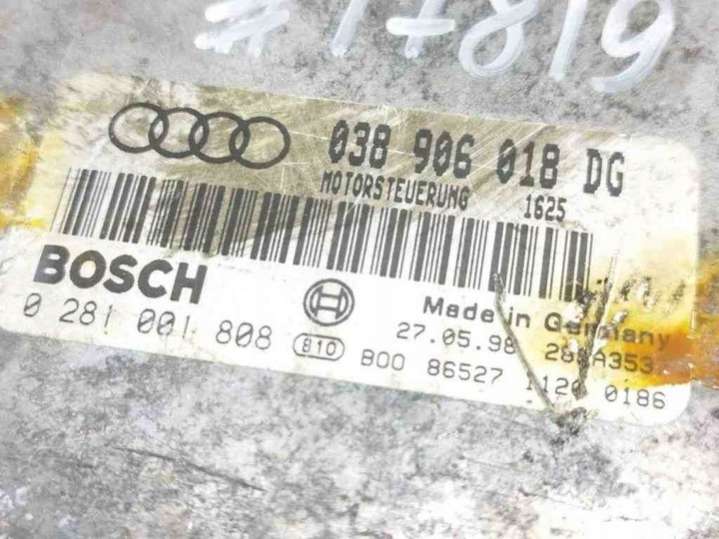 #17819
038 906 018 DG
MOTORSTEUERUNG 1625
BOSCH
Made in Germany
0 281 001 808 27.05.98
810 B00 86527 0186